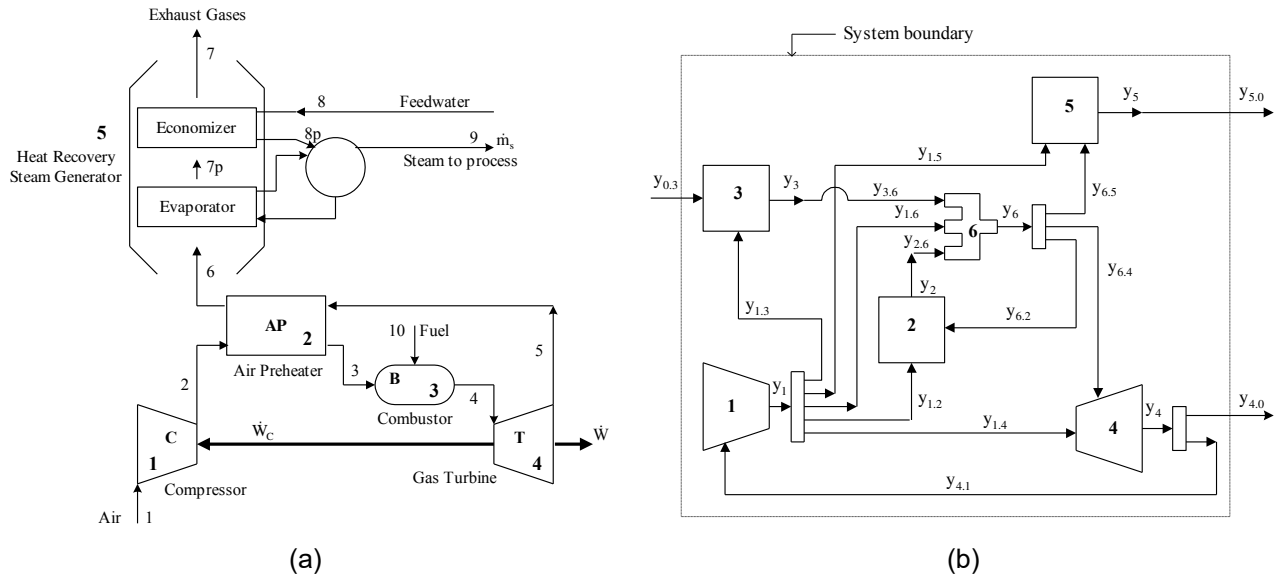 Exhaust Gases
7
8
Feedwater
Economizer
5
Heat Recovery
Steam Generator
8p
9
ṁs
Steam to process
7p
Evaporator
6
AP
2
Air Preheater
10
Fuel
5
2
3
B
3
4
Combustor
C
1
ẆC
T
4
Ẇ
Gas Turbine
Compressor
Air
1
(a)
System boundary
5
y5
y5.0
y1.5
y0.3
3
y3
y3.6
y6.5
y1.6
6
y6
y2.6
y6.4
y2
y1.3
2
y6.2
1
y1
y1.2
y1.4
4
y4
y4.0
y4.1
(b)